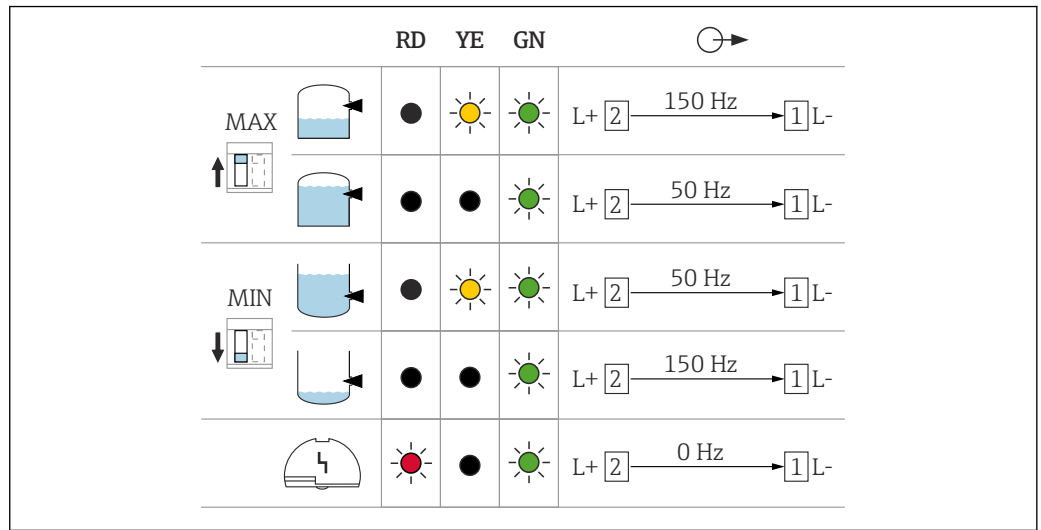 RD YE GN
MAX
L+ 2 150 Hz 1 L-
L+ 2 50 Hz 1 L-
MIN
L+ 2 50 Hz 1 L-
L+ 2 150 Hz 1 L-
L+ 2 0 Hz 1 L-